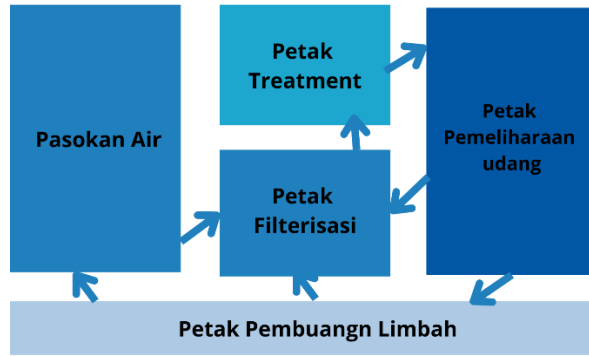 Pasokan Air
Petak
Treatment
Petak
Filterisasi
Petak
Pemeliharaan
udang
Petak Pembuangn Limbah